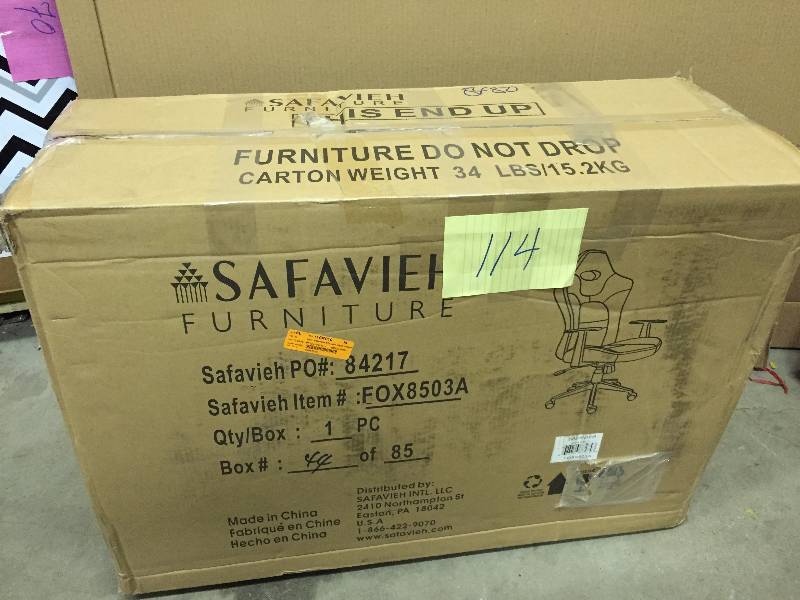 SAFAVIEH
FURNITURE
IS END UP
FURNITURE DO NOT DROP
CARTON WEIGHT 34 LBS/15.2KG
114
SAFAVIEH
FURNITURE
Safavieh PO#: 84217
Safavieh Item # :FOX8503A
Qty/Box : 1 PC
Box # : 44 of 85
Distributed by:
SAFAVIEH INTL. LLC
2410 Northampton St
Easton, PA 18042
U.S.A
1-866-422-9070
www.safavieh.com
Made in China
Fabriqué en Chine
Hecho en China